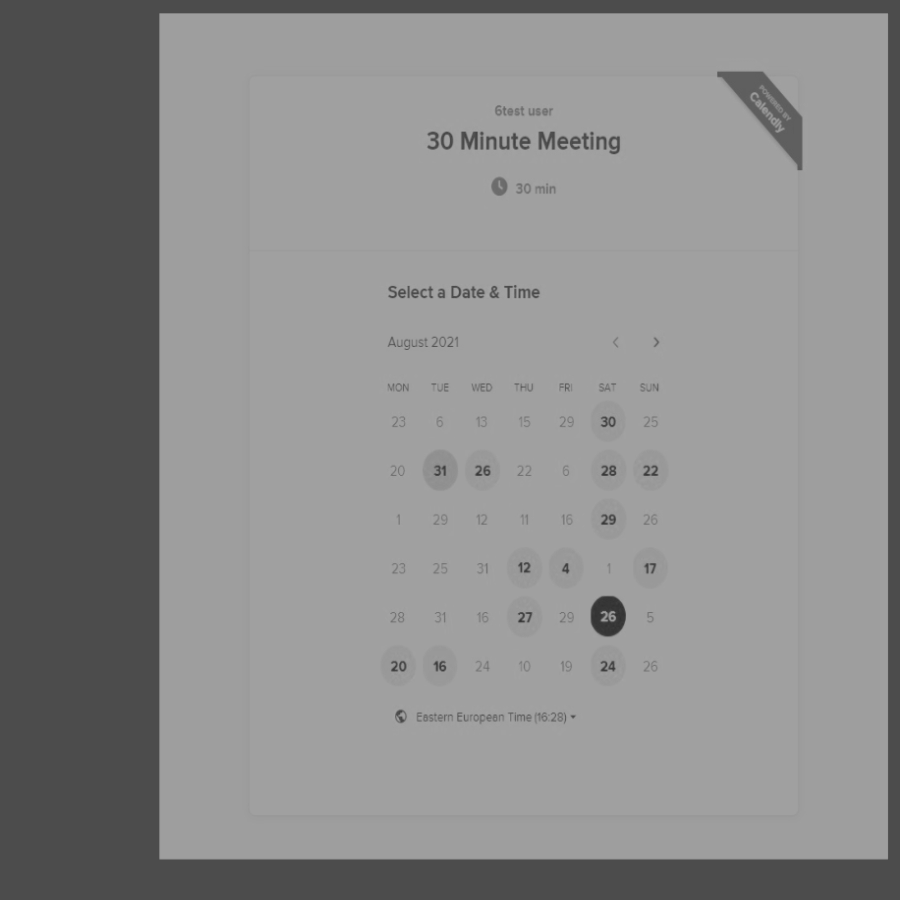 POWERED BY
Calendly
6test user
30 Minute Meeting
30 min
Select a Date & Time
August 2021
MON TUE WED THU FRI SAT SUN
23 6 13 15 29 30 25
20 31 26 22 6 28 22
1 29 12 11 16 29 26
23 25 31 12 4 1 17
28 31 16 27 29 26 5
20 16 24 10 19 24 26
Eastern European Time (16:28)